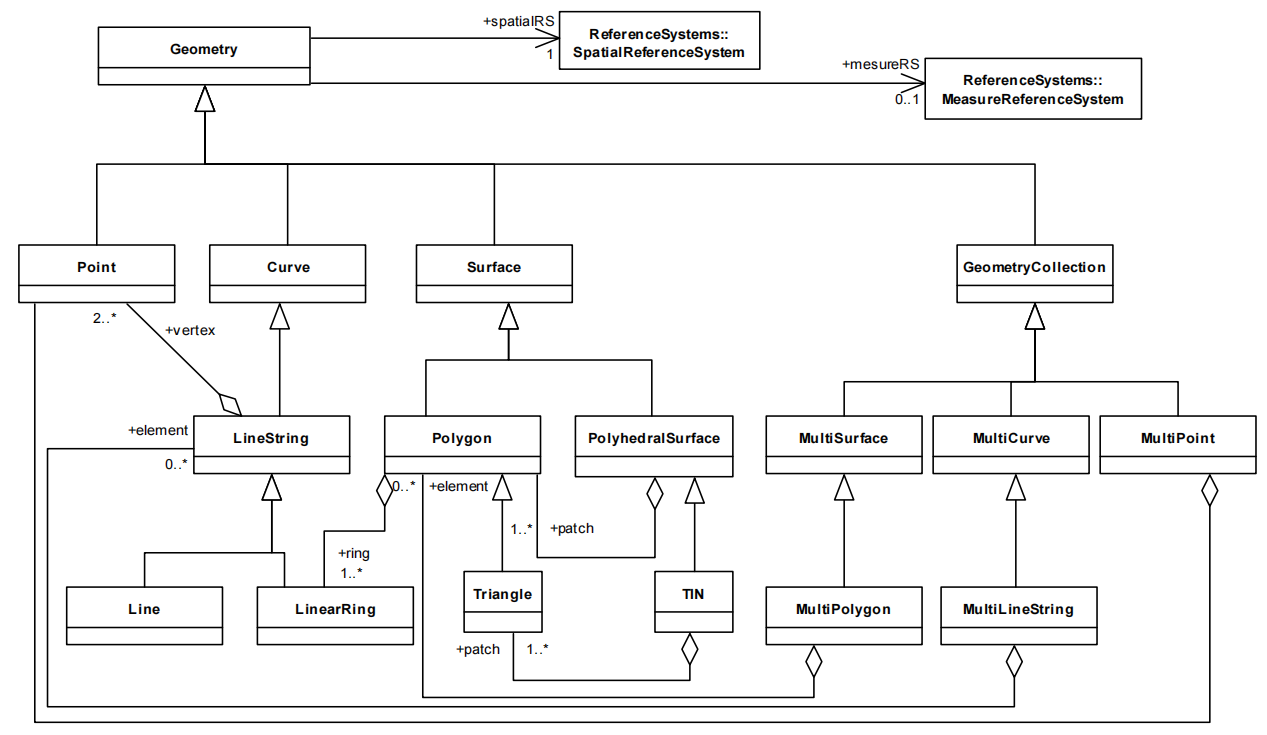 +spatialRS
1
Geometry
ReferenceSystems::
SpatialReferenceSystem
+mesureRS
0..1
ReferenceSystems::
MeasureReferenceSystem
Point
Curve
Surface
GeometryCollection
2..*
+vertex
+element
0..*
LineString
Polygon
PolyhedralSurface
MultiSurface
MultiCurve
MultiPoint
0..*
+element
1..*
+patch
+ring
1..*
Line
LinearRing
Triangle
TIN
MultiPolygon
MultiLineString
+patch
1..*